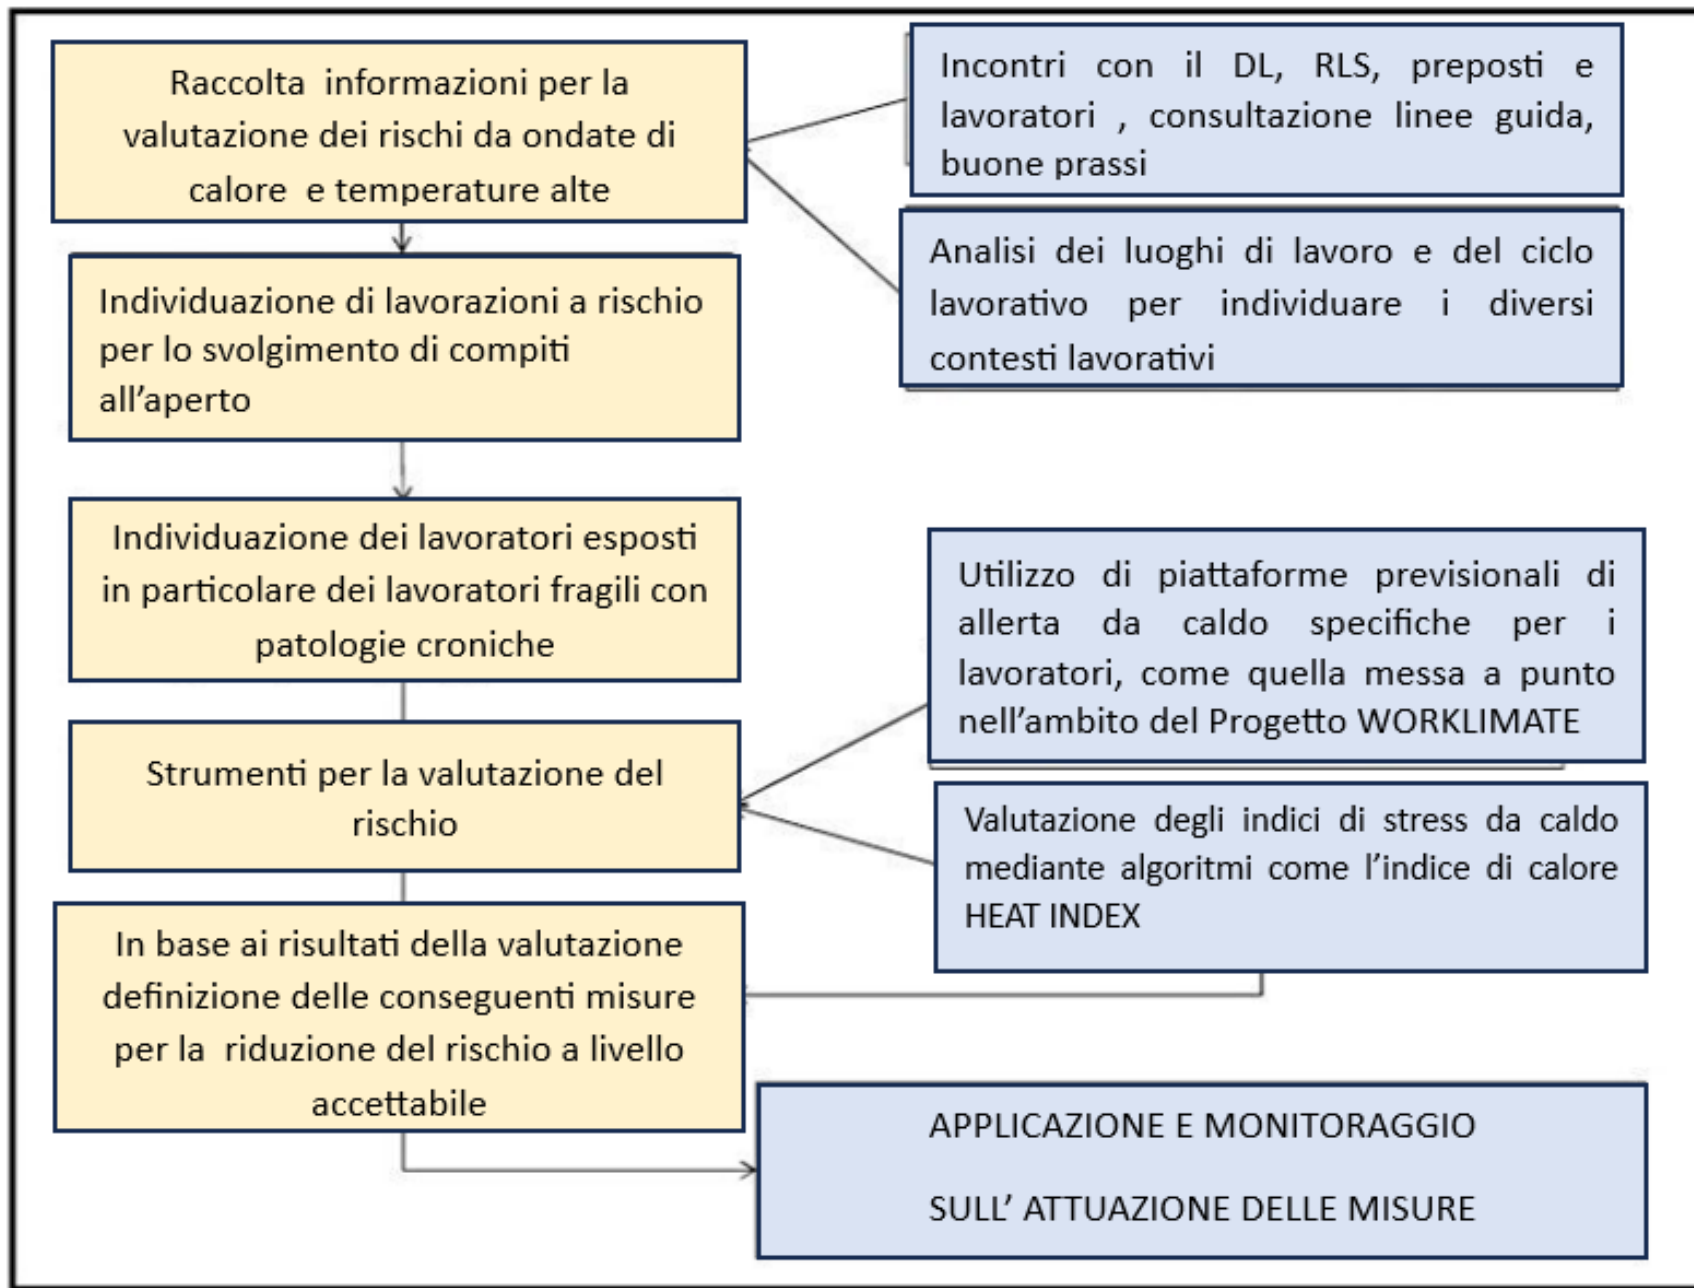 Raccolta informazioni per la
valutazione dei rischi da ondate di
calore e temperature alte
Incontri con il DL, RLS, preposti e
lavoratori , consultazione linee guida,
buone prassi
Analisi dei luoghi di lavoro e del ciclo
lavorativo per individuare i diversi
contesti lavorativi
Individuazione di lavorazioni a rischio
per lo svolgimento di compiti
all’aperto
Individuazione dei lavoratori esposti
in particolare dei lavoratori fragili con
patologie croniche
Utilizzo di piattaforme previsionali di
allerta da caldo specifiche per i
lavoratori, come quella messa a punto
nell’ambito del Progetto WORKLIMATE
Strumenti per la valutazione del
rischio
Valutazione degli indici di stress da caldo
mediante algoritmi come l’indice di calore
HEAT INDEX
In base ai risultati della valutazione
definizione delle conseguenti misure
per la riduzione del rischio a livello
accettabile
APPLICAZIONE E MONITORAGGIO
SULL’ ATTUAZIONE DELLE MISURE